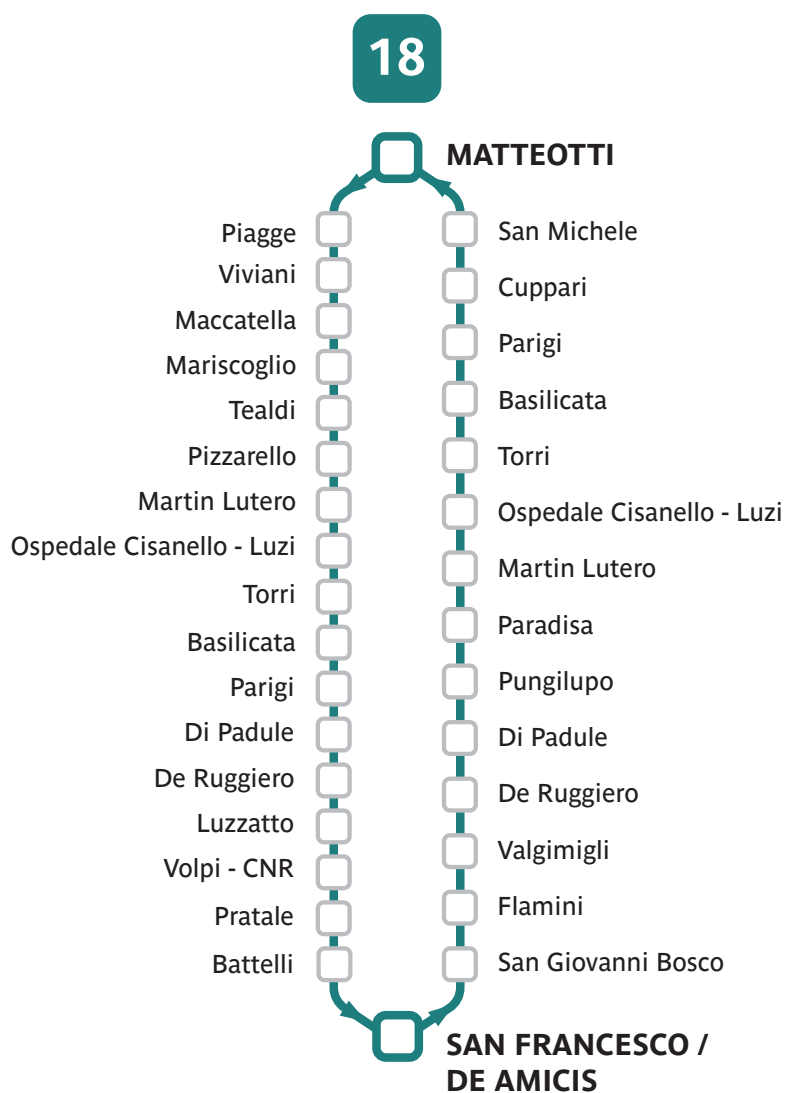 18
MATTEOTTI
Piagge
Viviani
Maccatella
Mariscoglio
Tealdi
Pizzarello
Martin Lutero
Ospedale Cisanello - Luzi
Torri
Basilicata
Parigi
Di Padule
De Ruggiero
Luzzatto
Volpi - CNR
Pratale
Battelli
San Michele
Cuppari
Parigi
Basilicata
Torri
Ospedale Cisanello - Luzi
Martin Lutero
Paradisa
Pungilupo
Di Padule
De Ruggiero
Valgimigli
Flamini
San Giovanni Bosco
SAN FRANCESCO /
DE AMICIS